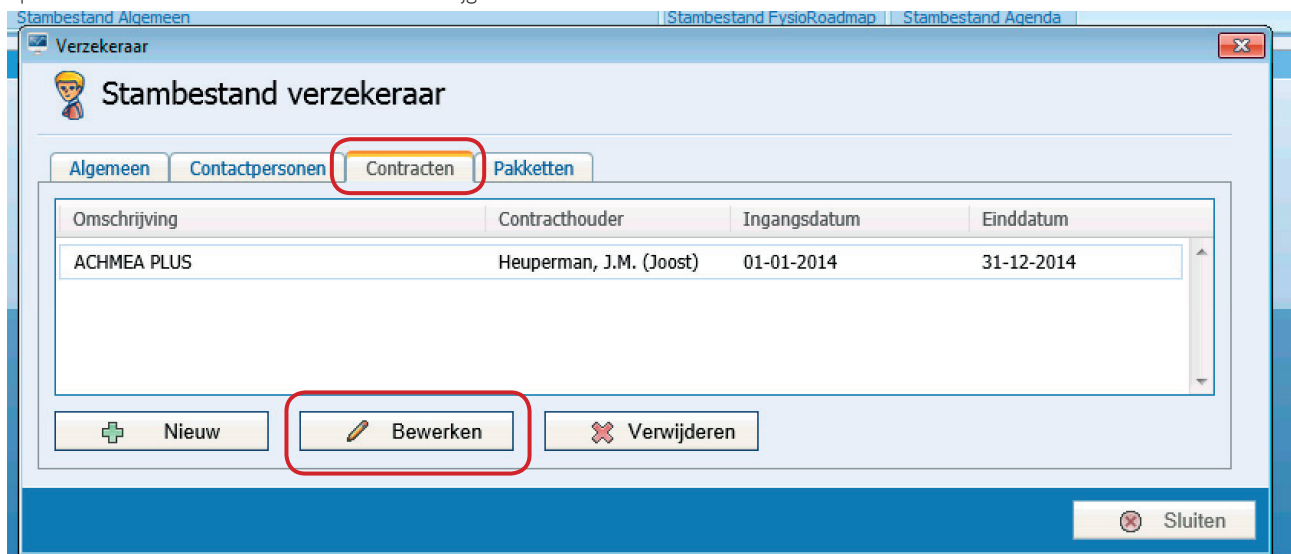 Stambestand Algemeen Stambestand FysioRoadmap Stambestand Agenda
Verzekeraar
Stambestand verzekeraar
Algemeen Contactpersonen Contracten Pakketten
Omschrijving Contracthouder Ingangsdatum Einddatum
ACHMEA PLUS Heuperman, J.M. (Joost) 01-01-2014 31-12-2014
Nieuw Bewerken Verwijderen
Sluiten